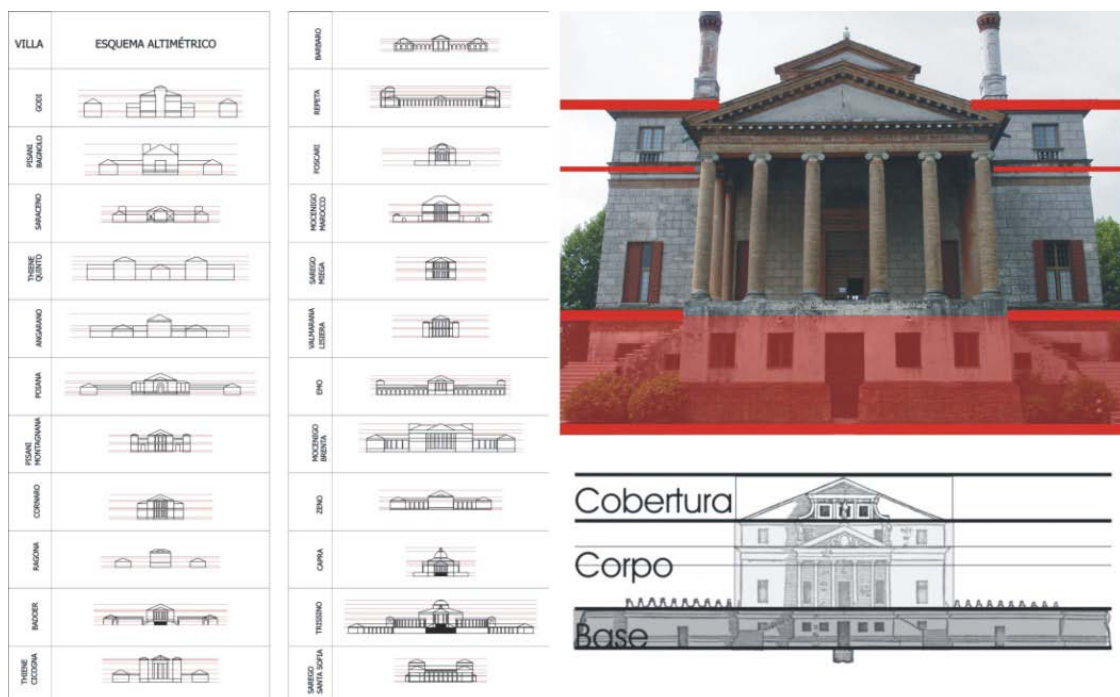 VILLA
ESQUEMA ALTIMÉTRICO
GODI
PISANI
BAGNOLO
SARACENO
THIENE
QUINTO
ANGARANO
POIANA
PISANI
MONTAGNANA
CORNARO
RAGONA
BADOER
THIENE
CICOGNA
BARBARO
REPETA
FOSCARI
MOCENIGO
MAROCCO
SAREGO
MIEGA
VALMARANA
LISIERA
EMO
MOCENIGO
BRENTA
ZENO
CAPRA
TRISSINO
SAREGO
SANTA SOFIA
Cobertura
Corpo
Base